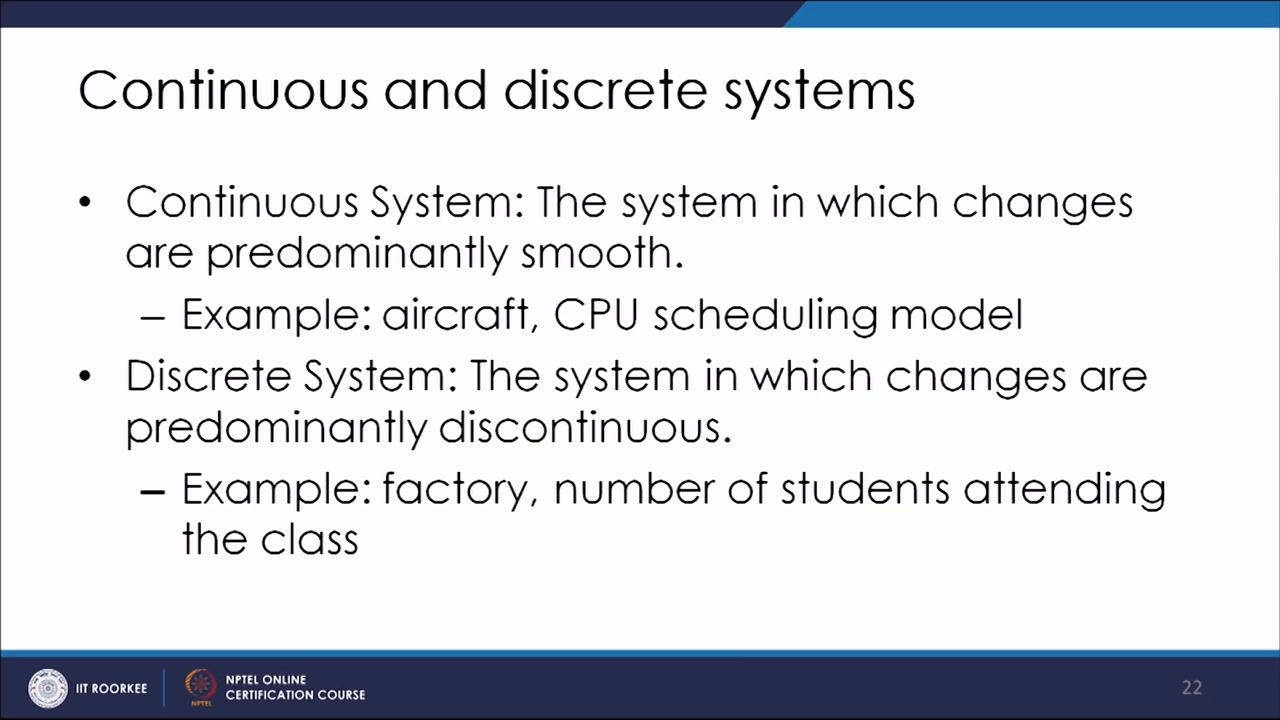 Continuous and discrete systems
• Continuous System: The system in which changes
are predominantly smooth.
– Example: aircraft, CPU scheduling model
• Discrete System: The system in which changes are
predominantly discontinuous.
– Example: factory, number of students attending
the class
IIT ROORKEE
NPTEL
NPTEL ONLINE
CERTIFICATION COURSE
22